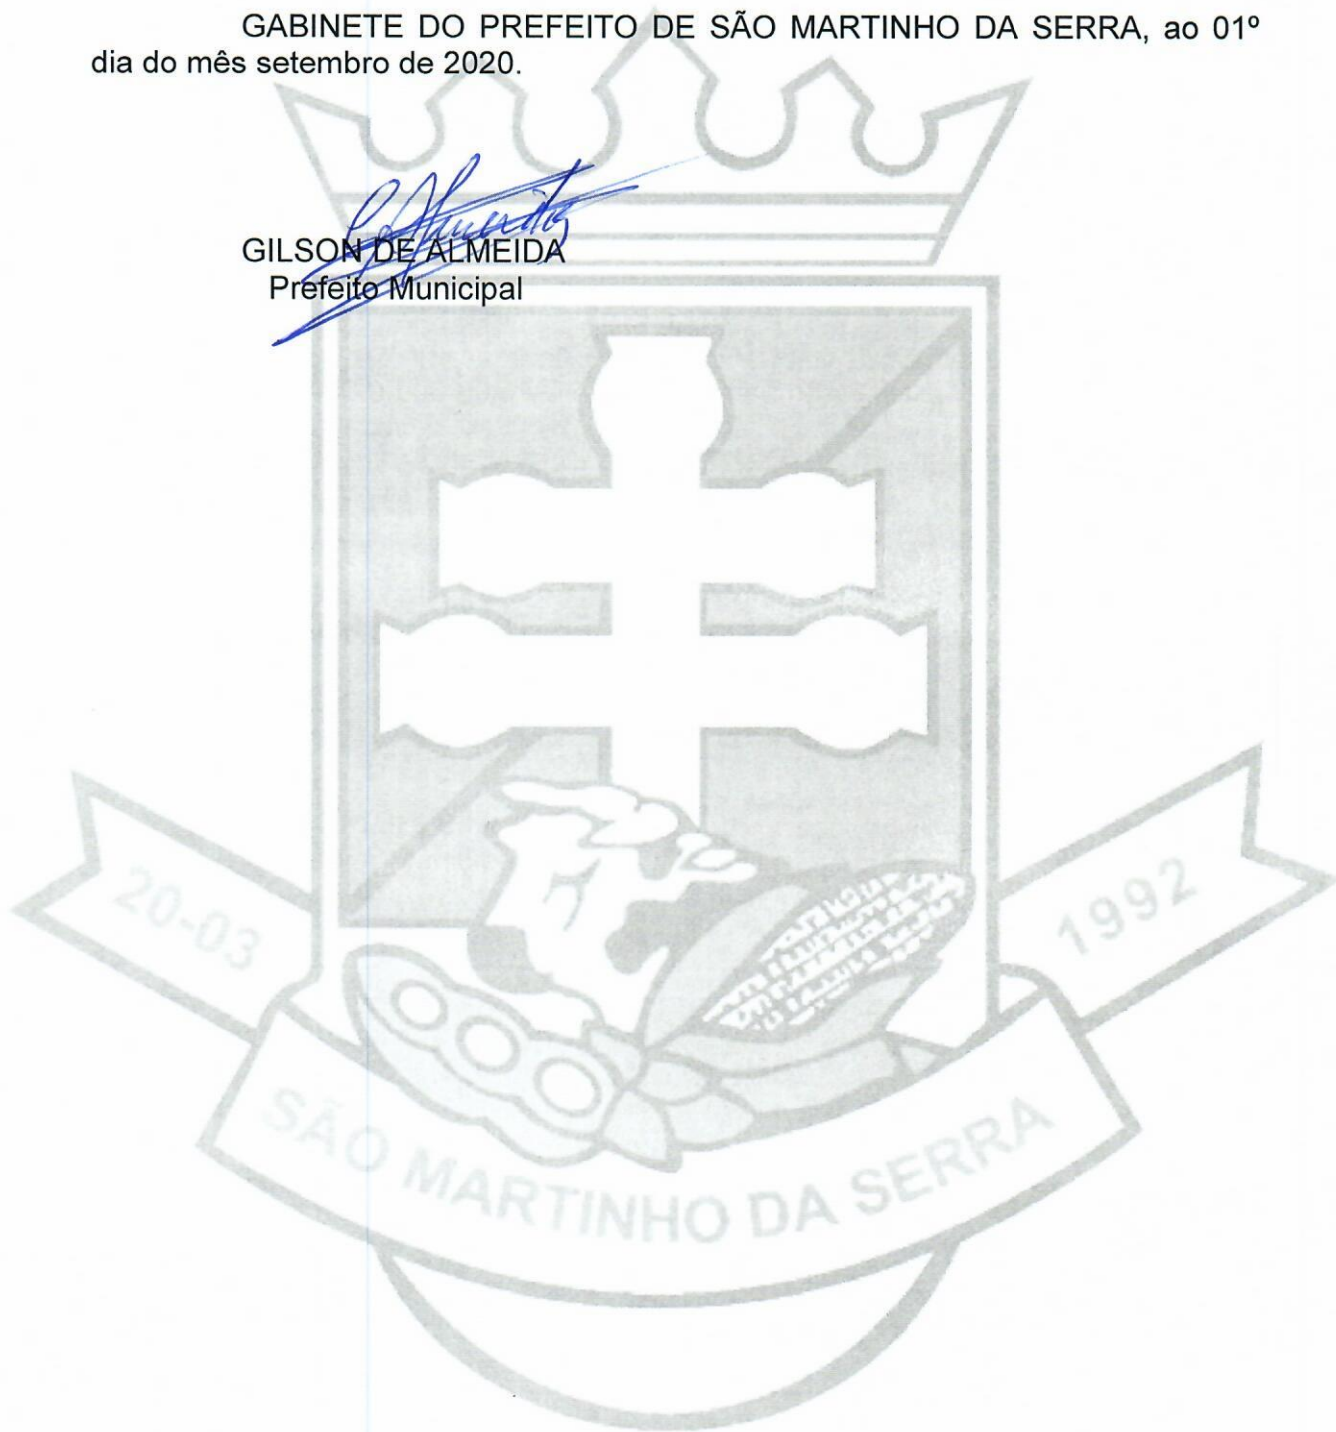 GABINETE DO PREFEITO DE SÃO MARTINHO DA SERRA, ao 01º
dia do mês setembro de 2020.
GILSON DE ALMEIDA
Prefeito Municipal
20-03
1992
SÃO MARTINHO DA SERRA